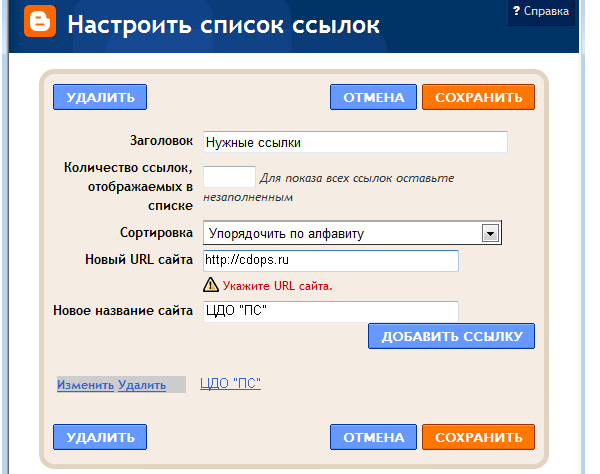 Настроить список ссылок
? Справка
УДАЛИТЬ ОТМЕНА СОХРАНИТЬ
Заголовок Нужные ссылки
Количество ссылок,
отображаемых в
списке
Для показа всех ссылок оставьте
незаполненным
Сортировка Упорядочить по алфавиту
Новый URL сайта http://cdops.ru
Укажите URL сайта.
Новое название сайта ЦДО "ПС"
ДОБАВИТЬ ССЫЛКУ
Изменить Удалить ЦДО "ПС"
УДАЛИТЬ ОТМЕНА СОХРАНИТЬ